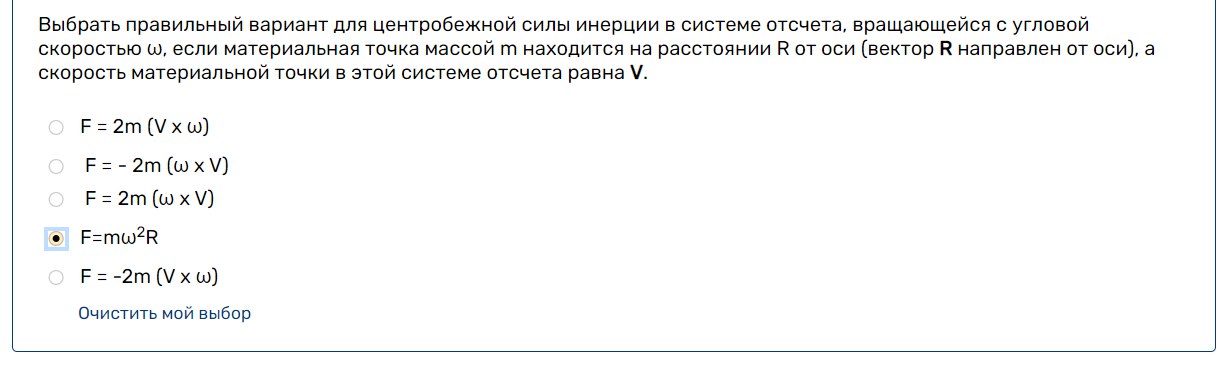 Выбрать правильный вариант для центробежной силы инерции в системе отсчета, вращающейся с угловой
скоростью ω, если материальная точка массой m находится на расстоянии R от оси (вектор R направлен от оси), а
скорость материальной точки в этой системе отсчета равна V.
F = 2m (V x ω)
F = - 2m (ω x V)
F = 2m (ω x V)
F=mω²R
F = -2m (V x ω)
Очистить мой выбор